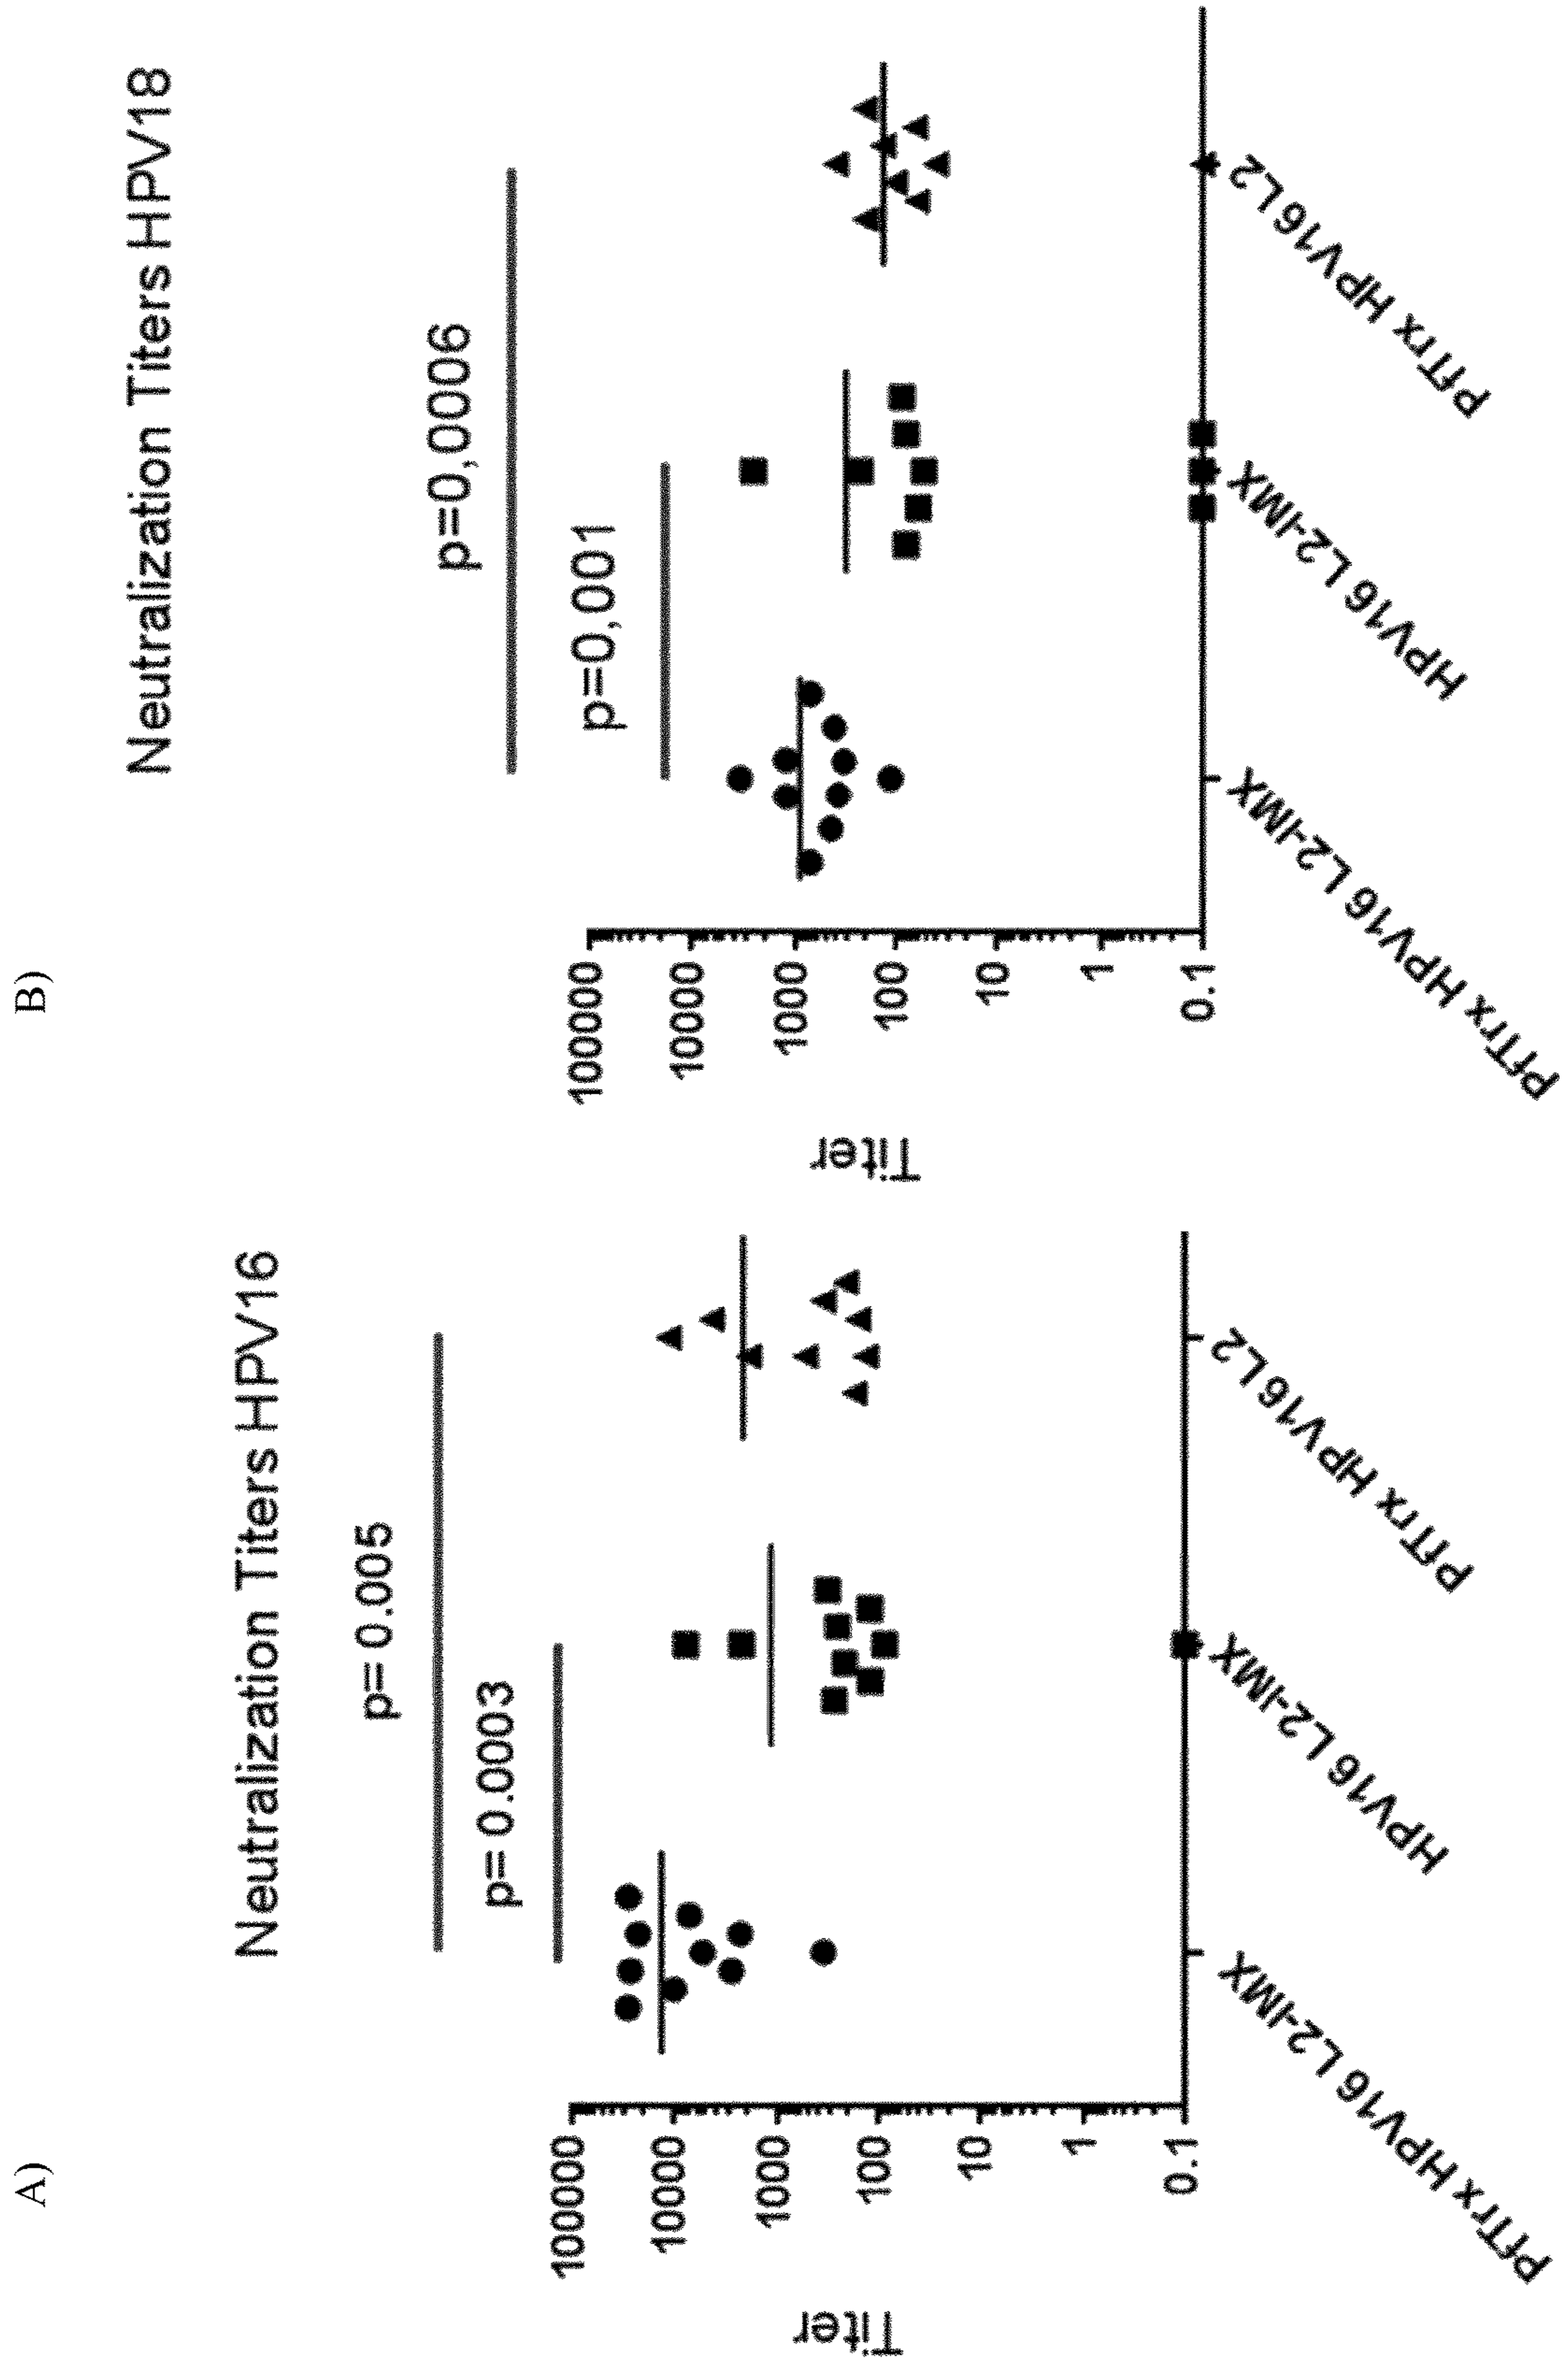 A)
Neutralization Titers HPV16
p= 0.005
p= 0.0003
Titer
100000
10000
1000
100
10
1
0.1
PfTrx HPV16 L2-IMX
HPV16 L2-IMX
PfTrx HPV16 L2
B)
Neutralization Titers HPV18
p=0,0006
p=0,001
Titer
100000
10000
1000
100
10
1
0.1
PfTrx HPV16 L2-IMX
HPV16 L2-IMX
PfTrx HPV16 L2